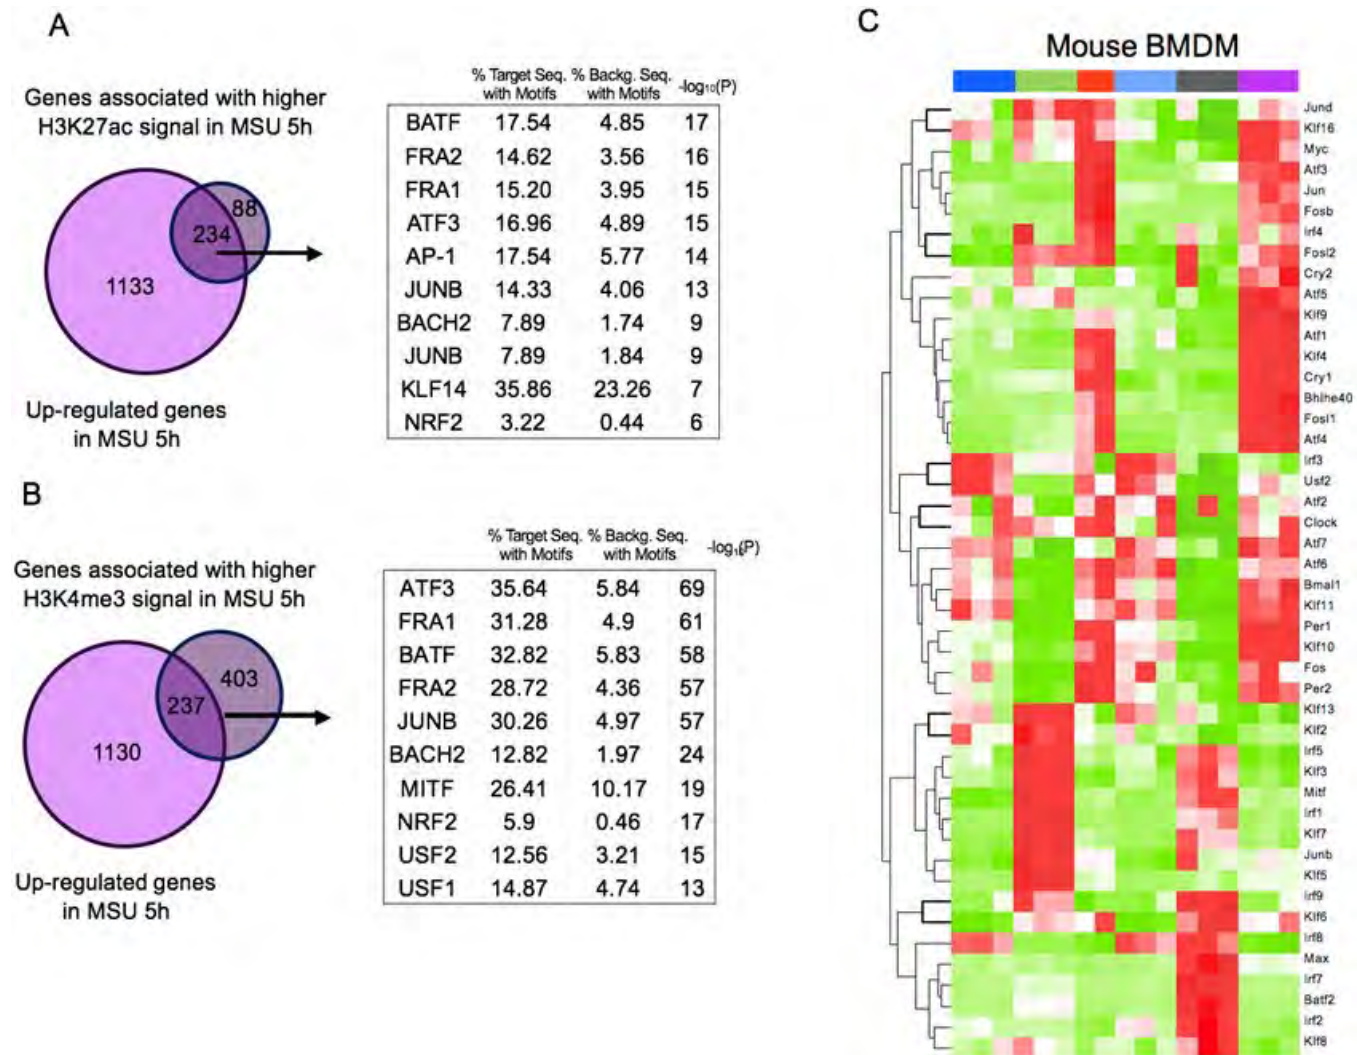 A
Genes associated with higher
H3K27ac signal in MSU 5h
88
234
1133
Up-regulated genes
in MSU 5h
% Target Seq. % Backg. Seq. -log10(P)
with Motifs with Motifs
BATF 17.54 4.85 17
FRA2 14.62 3.56 16
FRA1 15.20 3.95 15
ATF3 16.96 4.89 15
AP-1 17.54 5.77 14
JUNB 14.33 4.06 13
BACH2 7.89 1.74 9
JUNB 7.89 1.84 9
KLF14 35.86 23.26 7
NRF2 3.22 0.44 6
B
Genes associated with higher
H3K4me3 signal in MSU 5h
403
237
1130
Up-regulated genes
in MSU 5h
% Target Seq. % Backg. Seq.
with Motifs with Motifs
ATF3 35.64 5.84 69
FRA1 31.28 4.9 61
BATF 32.82 5.83 58
FRA2 28.72 4.36 57
JUNB 30.26 4.97 57
BACH2 12.82 1.97 24
MITF 26.41 10.17 19
NRF2 5.9 0.46 17
USF2 12.56 3.21 15
USF1 14.87 4.74 13
C
Mouse BMDM
Jund
Klf16
Myc
Atf3
Jun
Fosb
Irf4
Fosl2
Cry2
Atf5
Klf9
Atf1
Klf4
Cry1
Bhlhe40
Fosl1
Atf4
Irf3
Usf2
Atf2
Clock
Atf7
Atf6
Bmal1
Klf11
Per1
Klf10
Fos
Per2
Klf13
Klf2
Irf5
Klf3
Mitf
Irf1
Klf7
Junb
Klf5
Irf9
Klf6
Irf8
Max
Irf7
Batf2
Irf2
Klf8